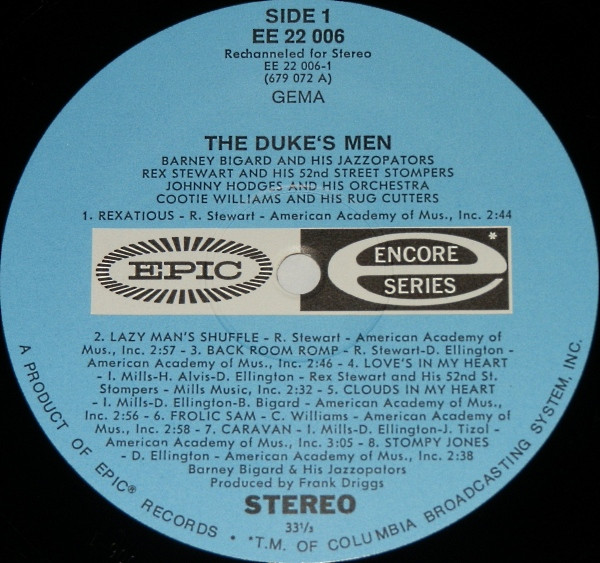 SIDE 1
EE 22 006
Rechanneled for Stereo
EE 22 006-1
(679 072 A)
GEMA
THE DUKE'S MEN
BARNEY BIGARD AND HIS JAZZOPATORS
REX STEWART AND HIS 52nd STREET STOMPERS
JOHNNY HODGES AND HIS ORCHESTRA
COOTIE WILLIAMS AND HIS RUG CUTTERS
1. REXATIOUS - R. Stewart - American Academy of Mus., Inc. 2:44
EPIC
ENCORE *
SERIES
2. LAZY MAN'S SHUFFLE - R. Stewart - American Academy of
Mus., Inc. 2:57 - 3. BACK ROOM ROMP - R. Stewart-D. Ellington -
American Academy of Mus., Inc. 2:46 - 4. LOVE'S IN MY HEART
- I. Mills-H. Alvis-D. Ellington - Rex Stewart and His 52nd St.
Stompers - Mills Music, Inc. 2:32 - 5. CLOUDS IN MY HEART
- I. Mills-D. Ellington-B. Bigard - American Academy of Mus.,
Inc. 2:56 - 6. FROLIC SAM - C. Williams - American Academy of
Mus., Inc. 2:58 - 7. CARAVAN - I. Mills-D. Ellington-J. Tizol -
American Academy of Mus., Inc. 3:05 - 8. STOMPY JONES
- D. Ellington - American Academy of Mus., Inc. 2:38
Barney Bigard & His Jazzopators
Produced by Frank Driggs
STEREO
33⅓
A PRODUCT OF EPIC® RECORDS • *T.M. OF COLUMBIA BROADCASTING SYSTEM, INC.